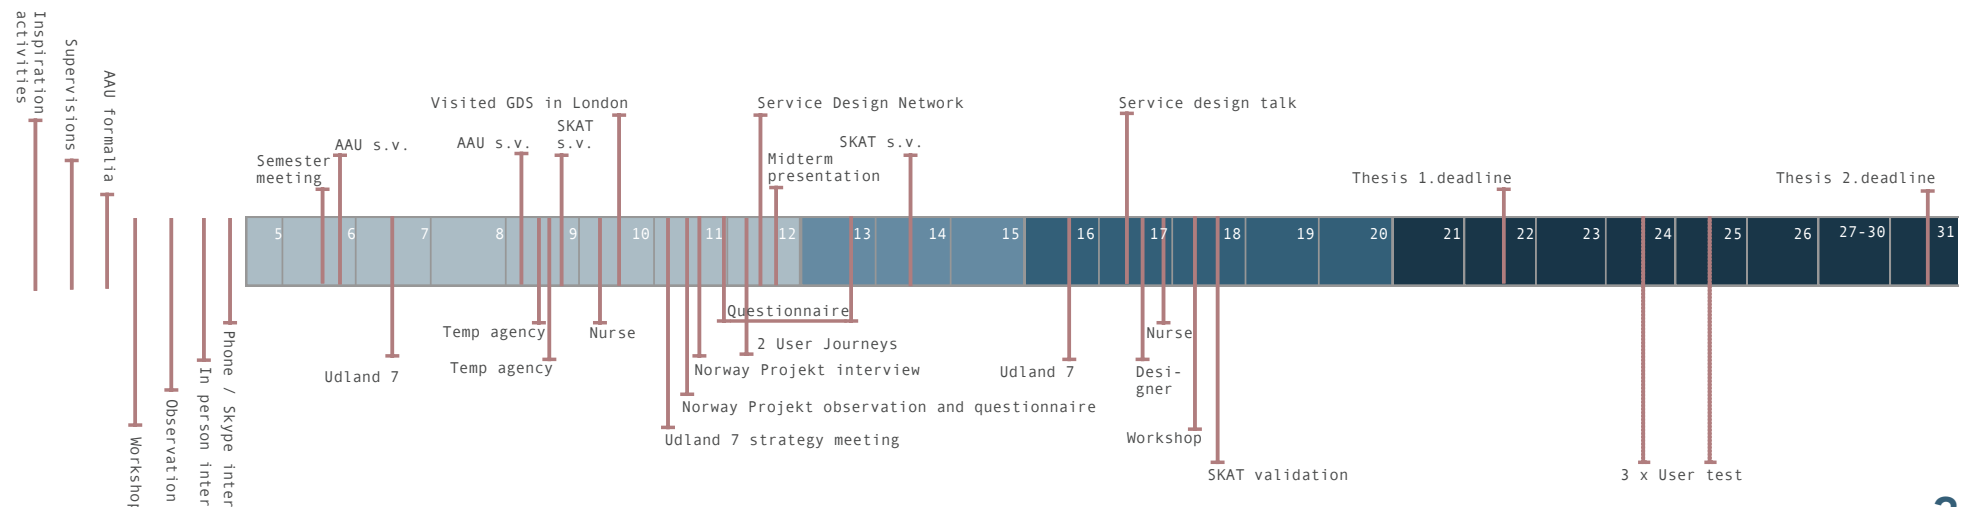 Inspiration
activities
Supervisions
AAU formalia
Visited GDS in London
Service Design Network
Service design talk
SKAT
s.v.
AAU s.v.
AAU s.v.
SKAT s.v.
Semester
meeting
Midterm
presentation
Thesis 1.deadline
Thesis 2.deadline
5 6 7 8 9 10 11 12 13 14 15 16 17 18 19 20 21 22 23 24 25 26 27-30 31
Questionnaire
Temp agency
Nurse
Nurse
2 User Journeys
Temp agency
Norway Projekt interview
Udland 7
Udland 7
Desi-
gner
Norway Projekt observation and questionnaire
Udland 7 strategy meeting
Workshop
SKAT validation
3 x User test
Workshop
Observation
In person inter
Phone / Skype inter